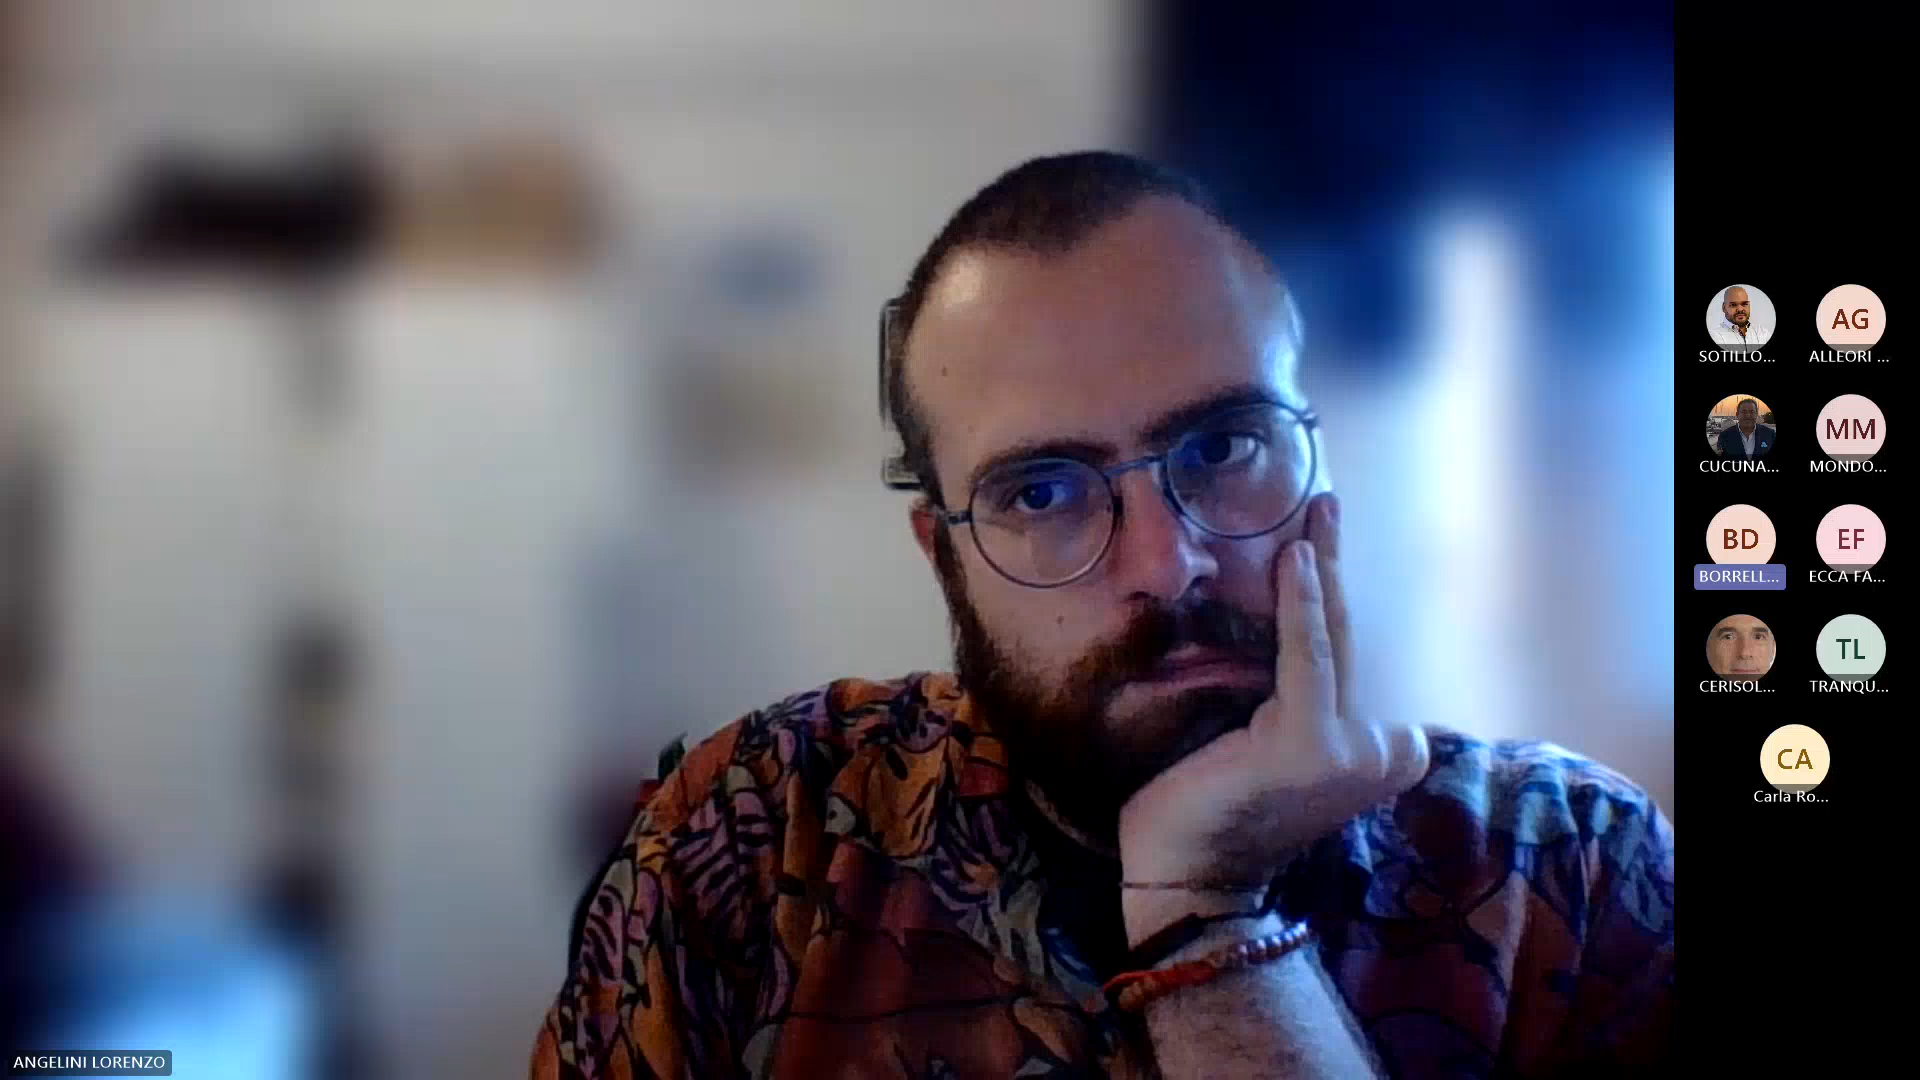 SOTILLO...
AG
ALLEORI ...
CUCUNA...
MM
MONDO...
BD
BORRELL...
EF
ECCA FA...
CERISOL...
TL
TRANQU...
CA
Carla Ro...
ANGELINI LORENZO